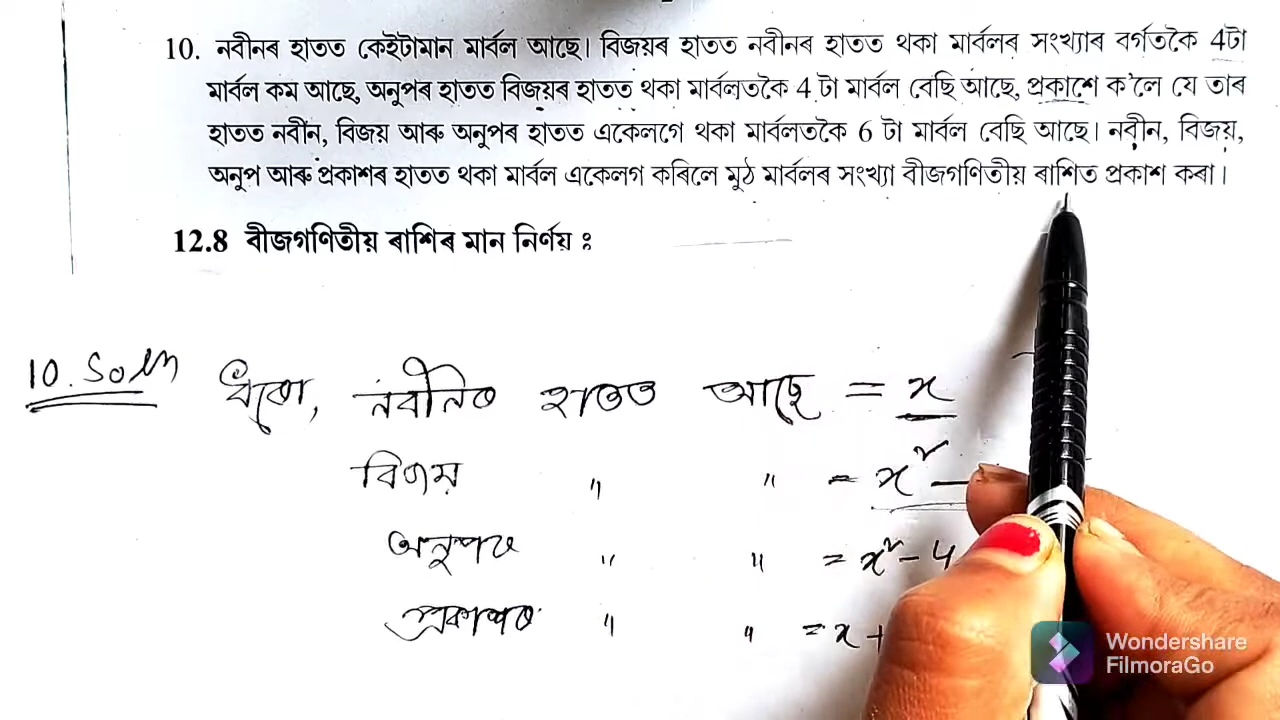 10. নবীনৰ হাতত কেইটামান মাৰ্বল আছে। বিজয়ৰ হাতত নবীনৰ হাতত থকা মাৰ্বলৰ সংখ্যাৰ বৰ্গতকৈ 4টা
মাৰ্বল কম আছে, অনুপৰ হাতত বিজয়ৰ হাতত থকা মাৰ্বলতকৈ 4 টা মাৰ্বল বেছি আছে, প্ৰকাশে ক'লে যে তাৰ
হাতত নবীন, বিজয় আৰু অনুপৰ হাতত একেলগে থকা মাৰ্বলতকৈ 6 টা মাৰ্বল বেছি আছে। নবীন, বিজয়,
অনুপ আৰু প্ৰকাশৰ হাতত থকা মাৰ্বল একেলগ কৰিলে মুঠ মাৰ্বলৰ সংখ্যা বীজগণিতীয় ৰাশিত প্ৰকাশ কৰা।
12.8 বীজগণিতীয় ৰাশিৰ মান নিৰ্ণয় ঃ
10. Soln ধৰো, নবীনৰ হাতত আছে = x
বিজয় " " = x² –
অনুপৰ " " = x² – 4
প্ৰকাশৰ " " = x +
Wondershare
FilmoraGo